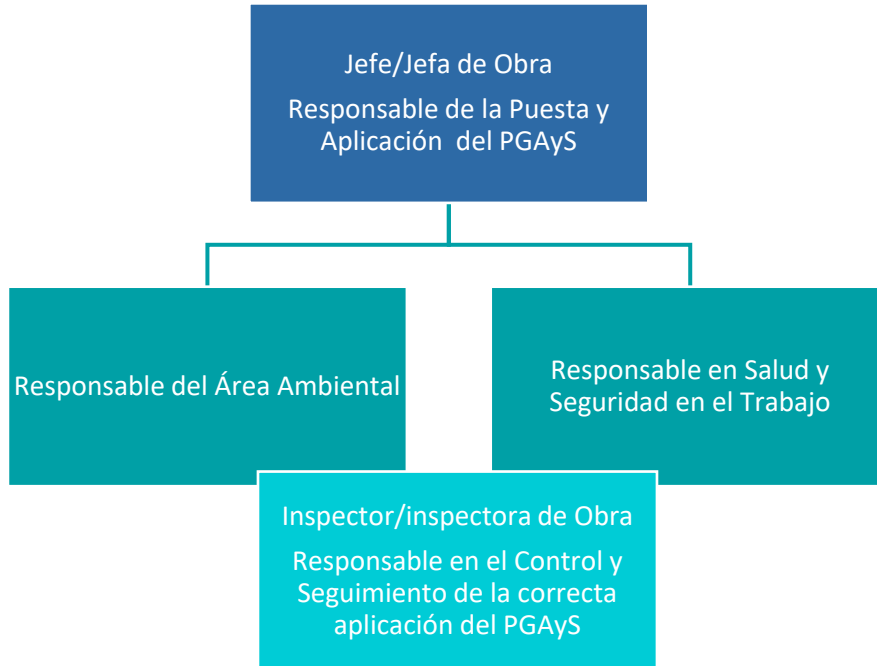 Jefe/Jefa de Obra
Responsable de la Puesta y
Aplicación  del PGAyS
Responsable del Área Ambiental
Responsable en Salud y
Seguridad en el Trabajo
Inspector/inspectora de Obra
Responsable en el Control y
Seguimiento de la correcta
aplicación del PGAyS